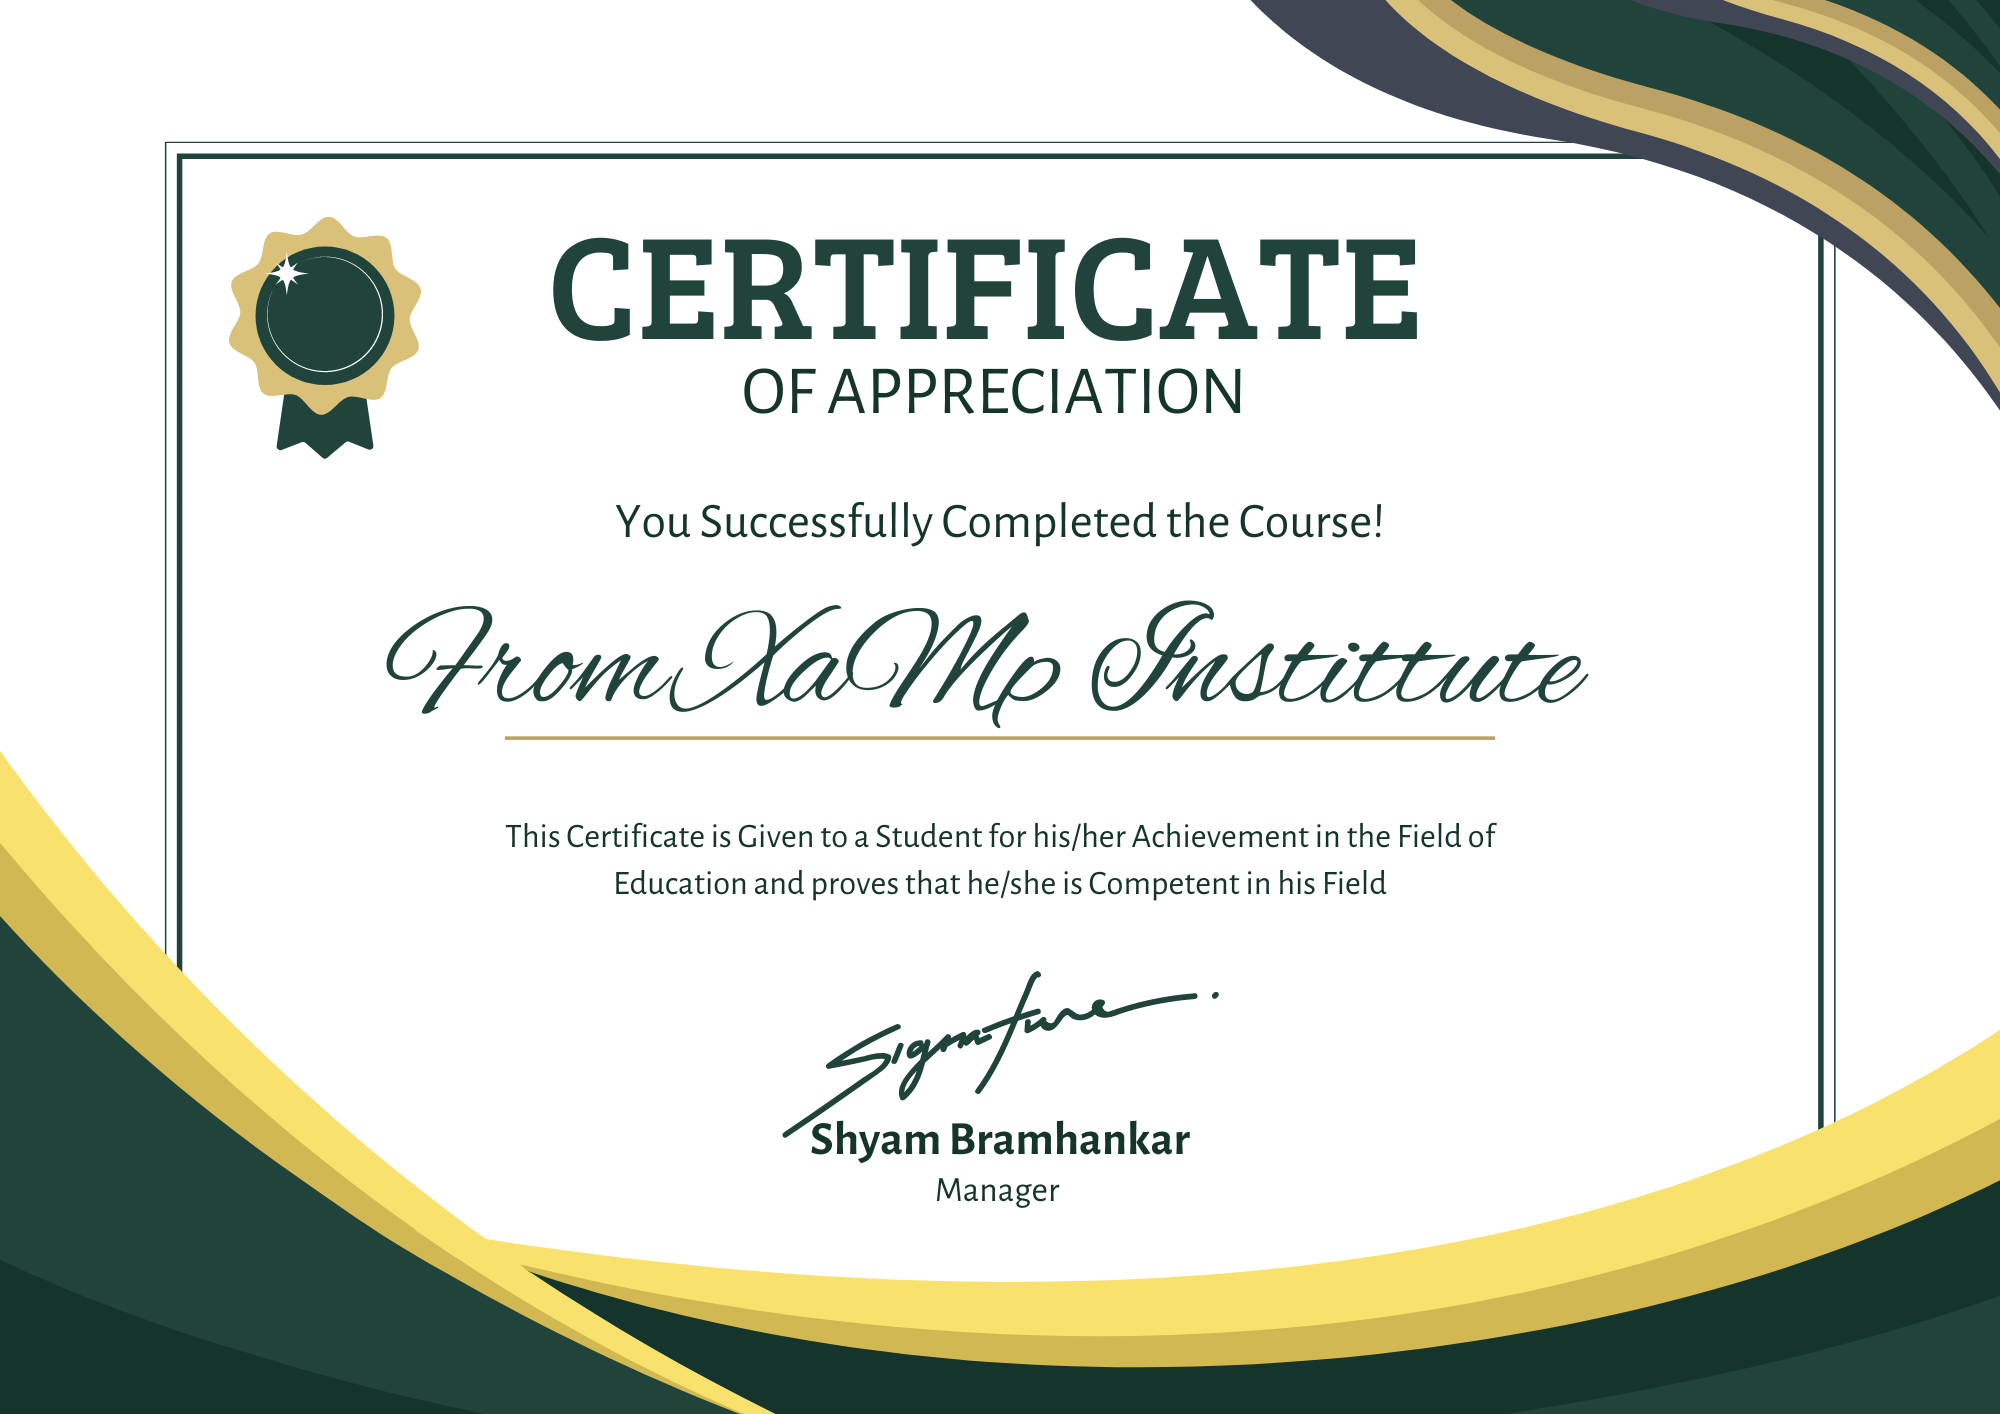 CERTIFICATE
OF APPRECIATION
You Successfully Completed the Course!
From XaMp Instittute
This Certificate is Given to a Student for his/her Achievement in the Field of
Education and proves that he/she is Competent in his Field
Signature
Shyam Bramhankar
Manager